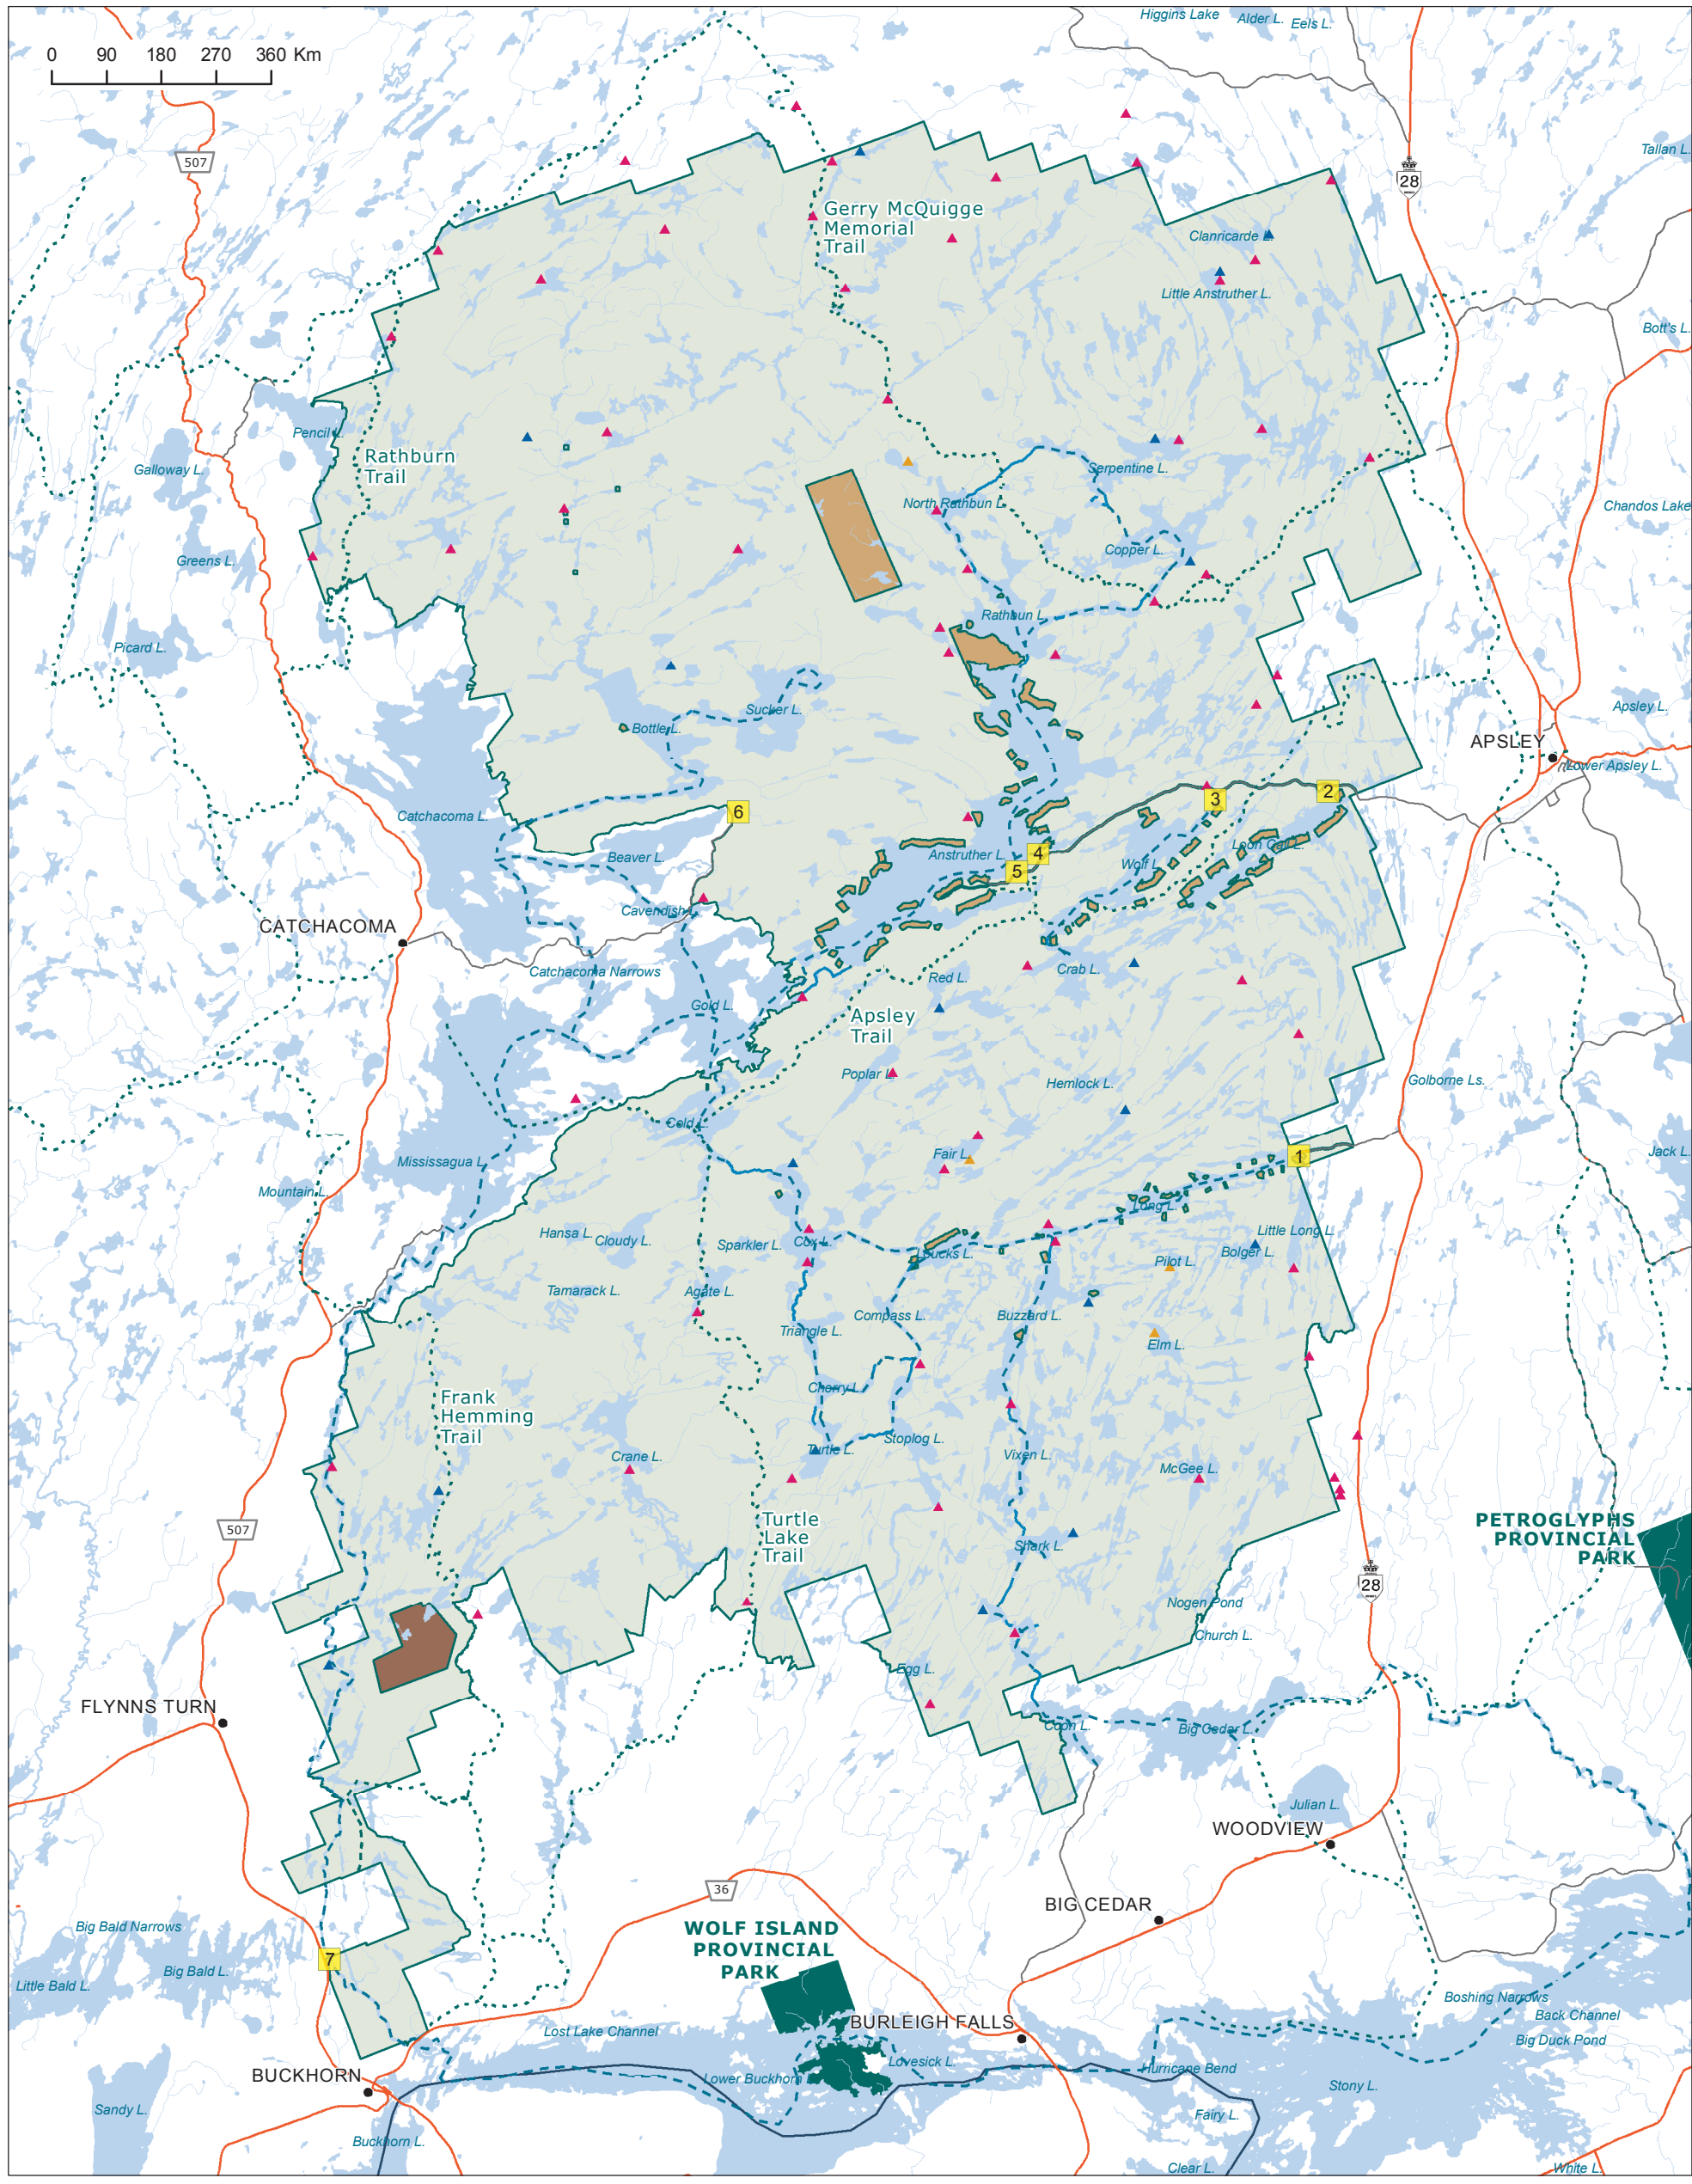 Higgins Lake
Alder L.
Eels L.
0 90 180 270 360 Km
507
28
Tallan L.
Gerry McQuigge
Memorial
Trail
Clanricarde L.
Little Anstruther L.
Bott's L.
Pencil L.
Rathburn
Trail
Galloway L.
Serpentine L.
North Rathbun L.
Chandos Lake
Greens L.
Copper L.
Rathbun L.
Picard L.
Sucker L.
Bottle L.
Apsley L.
APSLEY
Lower Apsley L.
2
3
6
Catchacoma L.
Beaver L.
Anstruther L.
4
5
Wolf L.
Loon Call L.
Cavendish L.
CATCHACOMA
Catchacoma Narrows
Crab L.
Red L.
Gold L.
Apsley
Trail
Poplar L.
Hemlock L.
Golborne Ls.
Cold L.
Fair L.
1
Jack L.
Mississagua L.
Mountain L.
Long L.
Little Long L.
Hansa L.
Cloudy L.
Sparkler L.
Cox L.
Loucks L.
Bolger L.
Pilot L.
Tamarack L.
Agate L.
Compass L.
Buzzard L.
Triangle L.
Elm L.
Cherry L.
Frank
Hemming
Trail
Stoplog L.
Turtle L.
Crane L.
Vixen L.
McGee L.
Turtle
Lake
Trail
PETROGLYPHS
PROVINCIAL
PARK
507
Shark L.
28
Nogen Pond
Church L.
Egg L.
FLYNNS TURN
Coon L.
Big Cedar L.
Julian L.
WOODVIEW
36
BIG CEDAR
WOLF ISLAND
PROVINCIAL
PARK
Big Bald Narrows
7
Big Bald L.
Little Bald L.
Boshing Narrows
Back Channel
Big Duck Pond
BURLEIGH FALLS
Lost Lake Channel
Lovesick L.
Hurricane Bend
BUCKHORN
Lower Buckhorn
Stony L.
Sandy L.
Fairy L.
Buckhorn L.
Clear L.
White L.